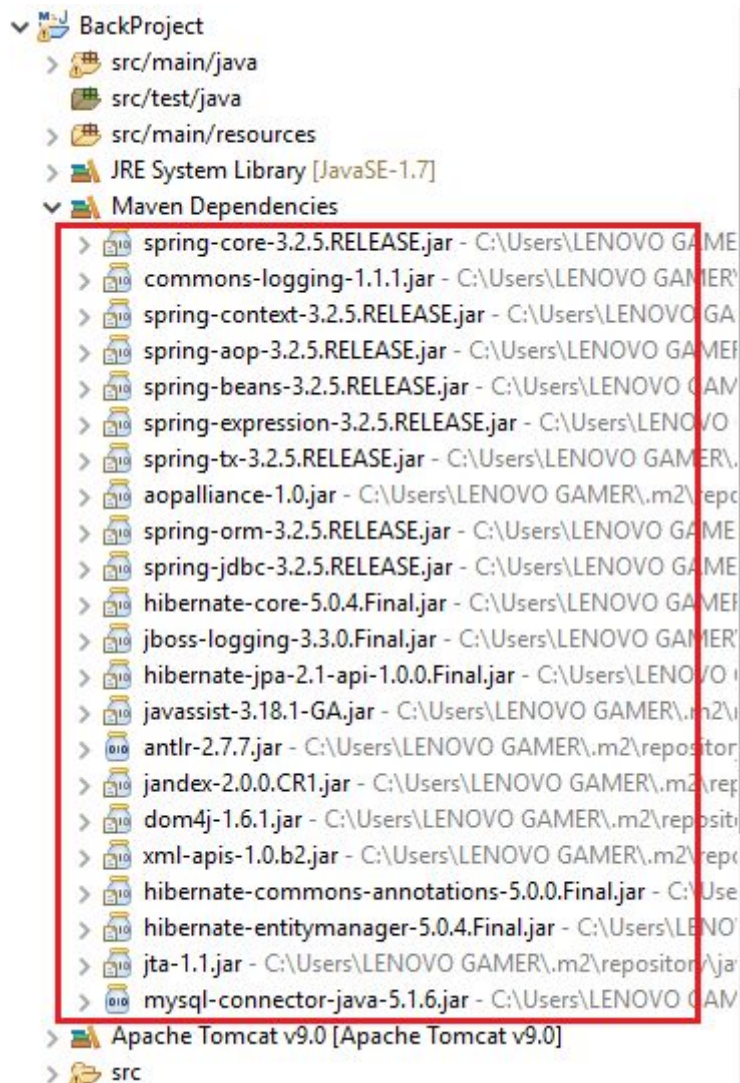 BackProject
src/main/java
src/test/java
src/main/resources
JRE System Library [JavaSE-1.7]
Maven Dependencies
spring-core-3.2.5.RELEASE.jar - C:\Users\LENOVO GAME
commons-logging-1.1.1.jar - C:\Users\LENOVO GAMER\
spring-context-3.2.5.RELEASE.jar - C:\Users\LENOVO GA
spring-aop-3.2.5.RELEASE.jar - C:\Users\LENOVO GAMER
spring-beans-3.2.5.RELEASE.jar - C:\Users\LENOVO GAM
spring-expression-3.2.5.RELEASE.jar - C:\Users\LENOVO
spring-tx-3.2.5.RELEASE.jar - C:\Users\LENOVO GAMER\.
aopalliance-1.0.jar - C:\Users\LENOVO GAMER\.m2\repo
spring-orm-3.2.5.RELEASE.jar - C:\Users\LENOVO GAME
spring-jdbc-3.2.5.RELEASE.jar - C:\Users\LENOVO GAME
hibernate-core-5.0.4.Final.jar - C:\Users\LENOVO GAMER
jboss-logging-3.3.0.Final.jar - C:\Users\LENOVO GAMER\
hibernate-jpa-2.1-api-1.0.0.Final.jar - C:\Users\LENOVO
javassist-3.18.1-GA.jar - C:\Users\LENOVO GAMER\.m2\
antlr-2.7.7.jar - C:\Users\LENOVO GAMER\.m2\repositor
jandex-2.0.0.CR1.jar - C:\Users\LENOVO GAMER\.m2\rep
dom4j-1.6.1.jar - C:\Users\LENOVO GAMER\.m2\reposit
xml-apis-1.0.b2.jar - C:\Users\LENOVO GAMER\.m2\repo
hibernate-commons-annotations-5.0.0.Final.jar - C:\Use
hibernate-entitymanager-5.0.4.Final.jar - C:\Users\LENO
jta-1.1.jar - C:\Users\LENOVO GAMER\.m2\repository\ja
mysql-connector-java-5.1.6.jar - C:\Users\LENOVO GAM
Apache Tomcat v9.0 [Apache Tomcat v9.0]
src